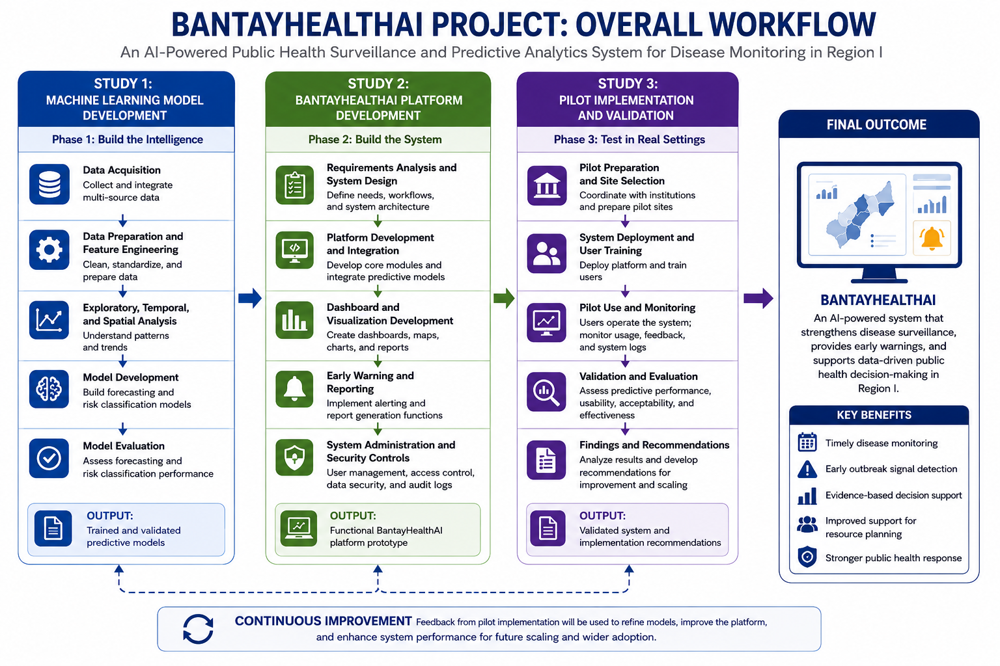 BANTAYHEALTHAI PROJECT: OVERALL WORKFLOW
An AI-Powered Public Health Surveillance and Predictive Analytics System for Disease Monitoring in Region I
STUDY 1:
MACHINE LEARNING MODEL
DEVELOPMENT
Phase 1: Build the Intelligence
Data Acquisition
Collect and integrate
multi-source data
Data Preparation and
Feature Engineering
Clean, standardize, and
prepare data
Exploratory, Temporal,
and Spatial Analysis
Understand patterns
and trends
Model Development
Build forecasting and
risk classification models
Model Evaluation
Assess forecasting and
risk classification performance
OUTPUT:
Trained and validated
predictive models
STUDY 2:
BANTAYHEALTHAI PLATFORM
DEVELOPMENT
Phase 2: Build the System
Requirements Analysis and
System Design
Define needs, workflows,
and system architecture
Platform Development
and Integration
Develop core modules and
integrate predictive models
Dashboard and
Visualization Development
Create dashboards, maps,
charts, and reports
Early Warning and
Reporting
Implement alerting and
report generation functions
System Administration and
Security Controls
User management, access control,
data security, and audit logs
OUTPUT:
Functional BantayHealthAI
platform prototype
STUDY 3:
PILOT IMPLEMENTATION
AND VALIDATION
Phase 3: Test in Real Settings
Pilot Preparation
and Site Selection
Coordinate with institutions
and prepare pilot sites
System Deployment and
User Training
Deploy platform and train
users
Pilot Use and Monitoring
Users operate the system;
monitor usage, feedback,
and system logs
Validation and Evaluation
Assess predictive performance,
usability, acceptability, and
effectiveness
Findings and Recommendations
Analyze results and develop
recommendations for
improvement and scaling
OUTPUT:
Validated system and
implementation recommendations
FINAL OUTCOME
BANTAYHEALTHAI
An AI-powered system that
strengthens disease surveillance,
provides early warnings, and
supports data-driven public
health decision-making in
Region I.
KEY BENEFITS
Timely disease monitoring
Early outbreak signal detection
Evidence-based decision support
Improved support for
resource planning
Stronger public health response
CONTINUOUS IMPROVEMENT Feedback from pilot implementation will be used to refine models, improve the platform,
and enhance system performance for future scaling and wider adoption.